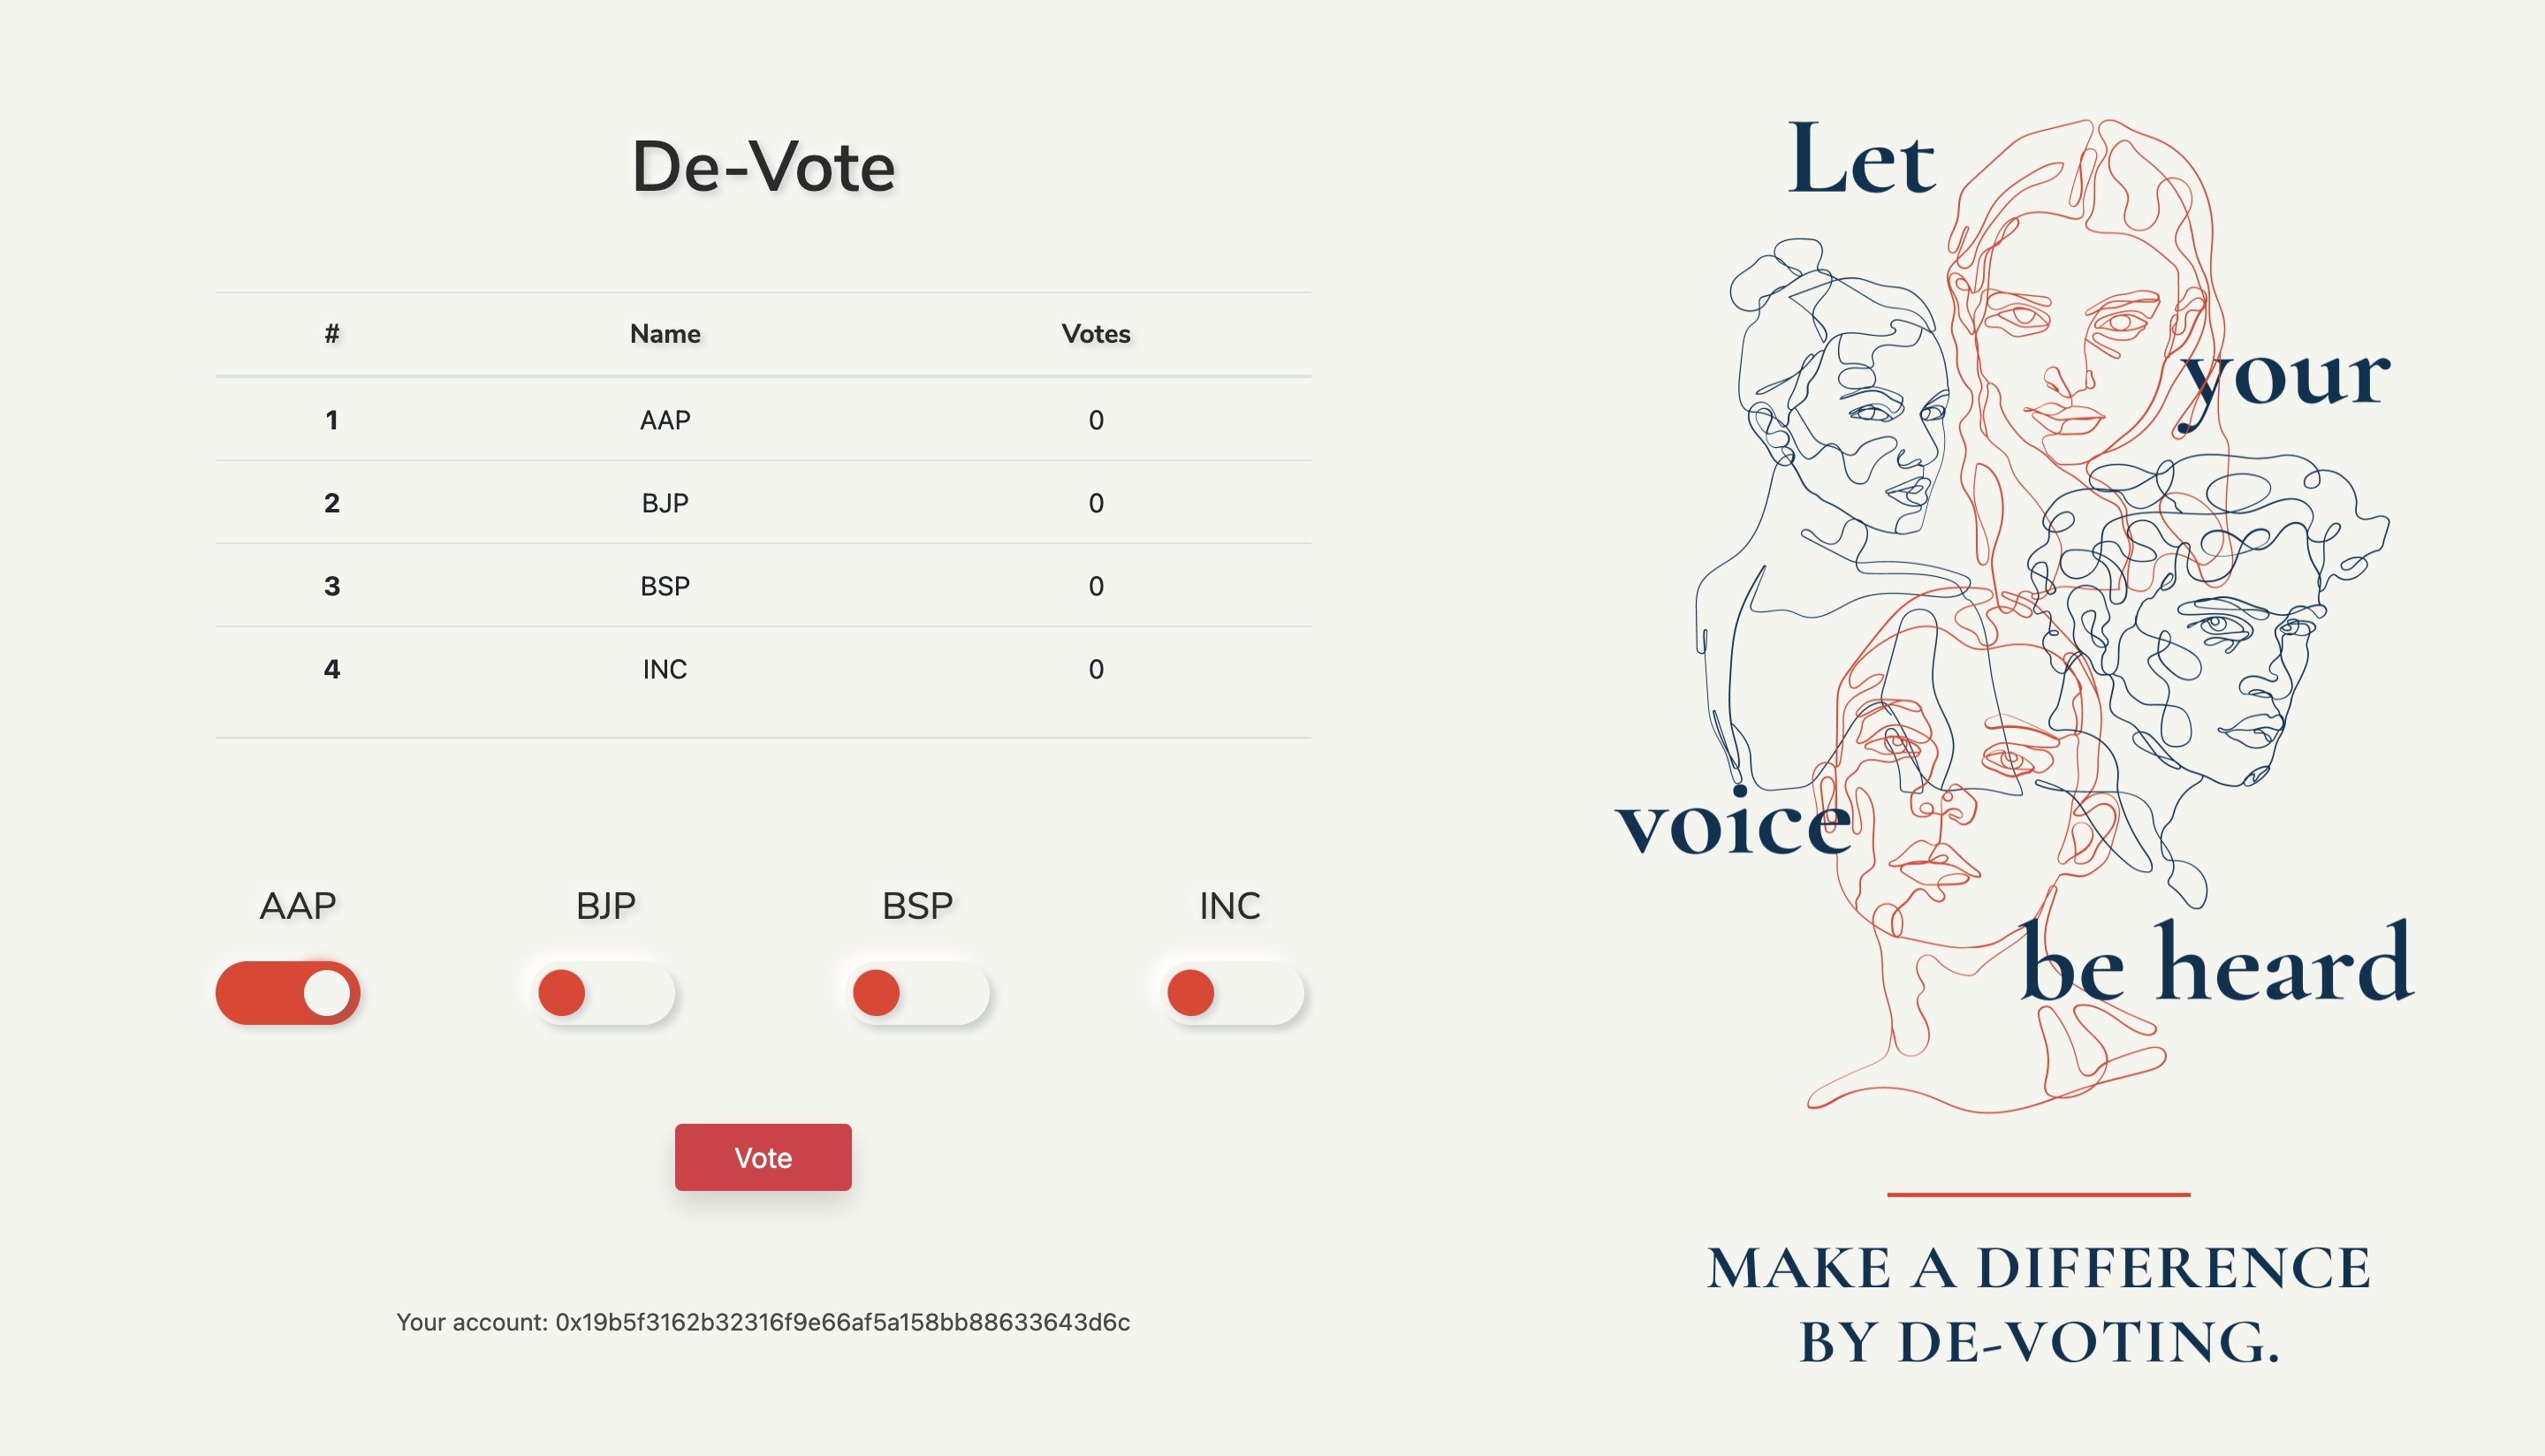 De-Vote
# Name Votes
1 AAP 0
2 BJP 0
3 BSP 0
4 INC 0
AAP BJP BSP INC
Vote
Your account: 0x19b5f3162b32316f9e66af5a158bb88633643d6c
Let
your
voice
be heard
MAKE A DIFFERENCE
BY DE-VOTING.